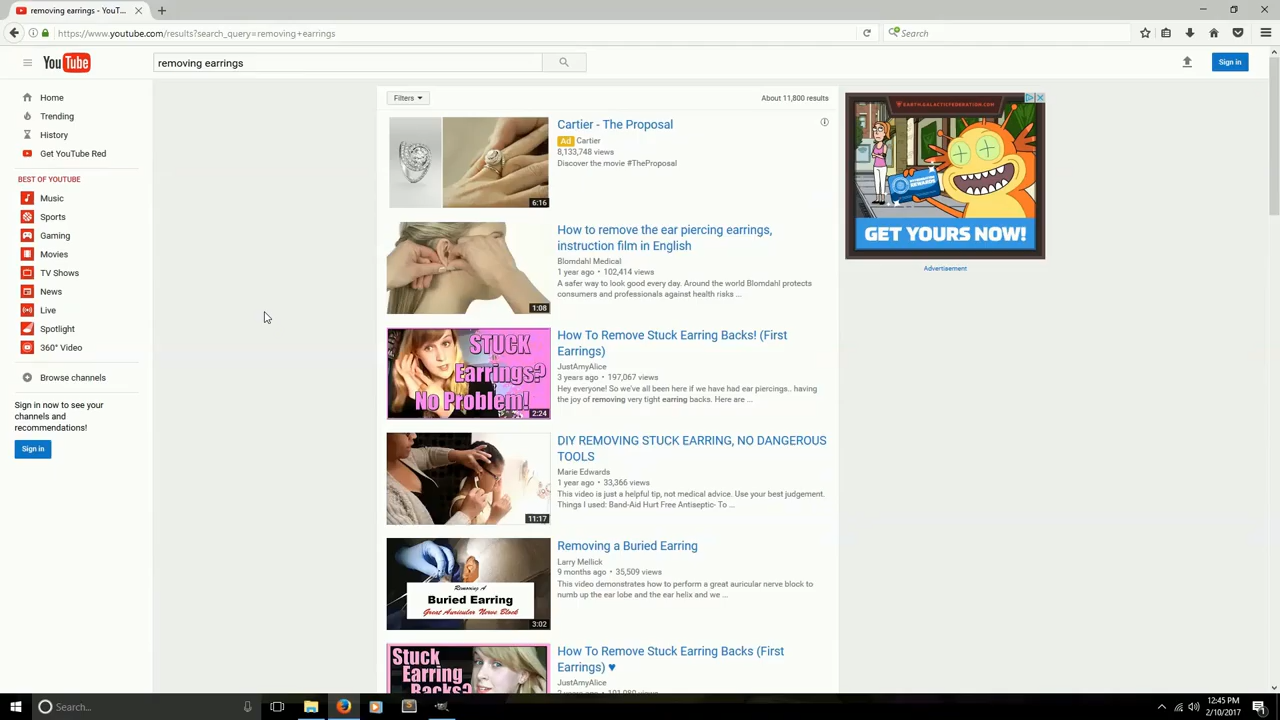 removing earrings - YouT...
https://www.youtube.com/results?search_query=removing+earrings
Search
YouTube
removing earrings
Sign in
Home
Trending
History
Get YouTube Red
BEST OF YOUTUBE
Music
Sports
Gaming
Movies
TV Shows
News
Live
Spotlight
360° Video
Browse channels
Sign in now to see your
channels and
recommendations!
Sign in
Filters
About 11,800 results
Cartier - The Proposal
Ad Cartier
8,133,748 views
Discover the movie #TheProposal
6:16
How to remove the ear piercing earrings,
instruction film in English
Blomdahl Medical
1 year ago • 102,414 views
A safer way to look good every day. Around the world Blomdahl protects
consumers and professionals against health risks ...
1:08
STUCK
Earrings?
No Problem!
2:24
How To Remove Stuck Earring Backs! (First
Earrings)
JustAmyAlice
3 years ago • 197,067 views
Hey everyone! So we've all been here if we have had ear piercings.. having
the joy of removing very tight earring backs. Here are ...
DIY REMOVING STUCK EARRING, NO DANGEROUS
TOOLS
Marie Edwards
1 year ago • 33,366 views
This video is just a helpful tip, not medical advice. Use your best judgement.
Things I used: Band-Aid Hurt Free Antiseptic- To ...
11:17
Removing A
Buried Earring
Great Auricular Nerve Block
3:02
Removing a Buried Earring
Larry Mellick
9 months ago • 35,509 views
This video demonstrates how to perform a great auricular nerve block to
numb up the ear lobe and the ear helix and we ...
Stuck
Earring
Backs?
How To Remove Stuck Earring Backs (First
Earrings) ♥
JustAmyAlice
EARTH.GALACTICFEDERATION.COM
GET YOURS NOW!
Advertisement
Search...
12:45 PM
2/10/2017